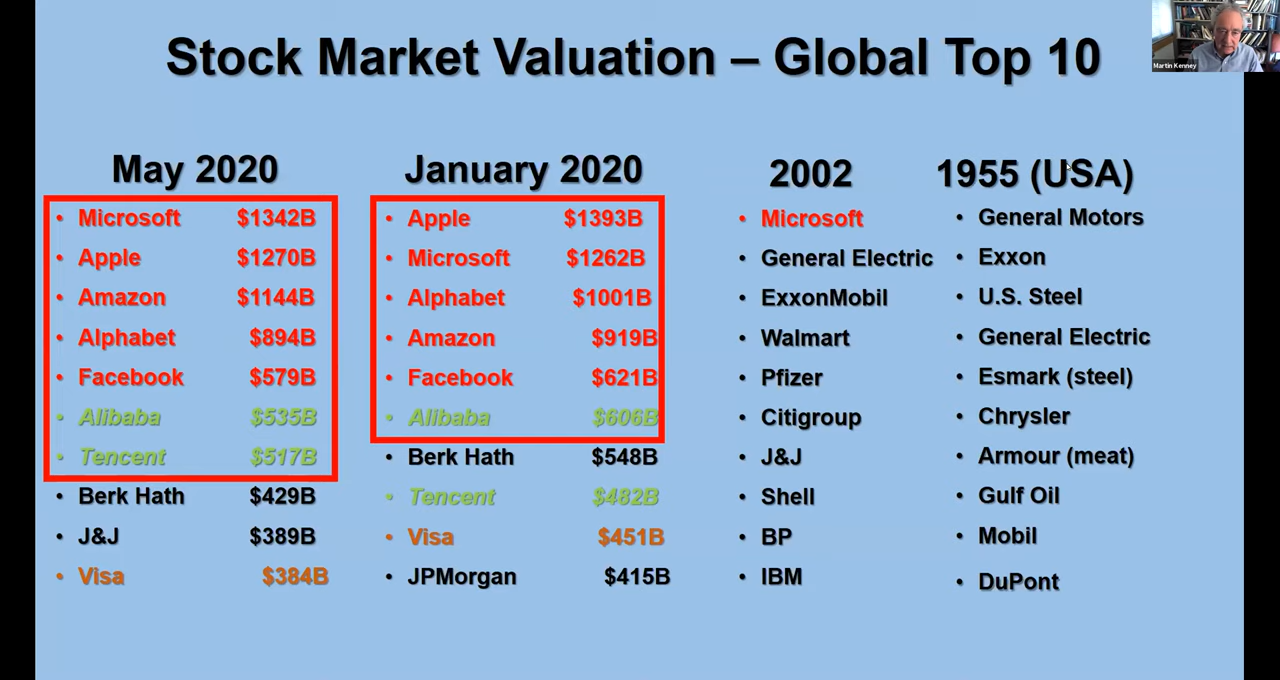 Stock Market Valuation – Global Top 10
Martin Kenney
May 2020
• Microsoft $1342B
• Apple $1270B
• Amazon $1144B
• Alphabet $894B
• Facebook $579B
• Alibaba $535B
• Tencent $517B
• Berk Hath $429B
• J&J $389B
• Visa $384B
January 2020
• Apple $1393B
• Microsoft $1262B
• Alphabet $1001B
• Amazon $919B
• Facebook $621B
• Alibaba $606B
• Berk Hath $548B
• Tencent $482B
• Visa $451B
• JPMorgan $415B
2002
• Microsoft
• General Electric
• ExxonMobil
• Walmart
• Pfizer
• Citigroup
• J&J
• Shell
• BP
• IBM
1955 (USA)
• General Motors
• Exxon
• U.S. Steel
• General Electric
• Esmark (steel)
• Chrysler
• Armour (meat)
• Gulf Oil
• Mobil
• DuPont